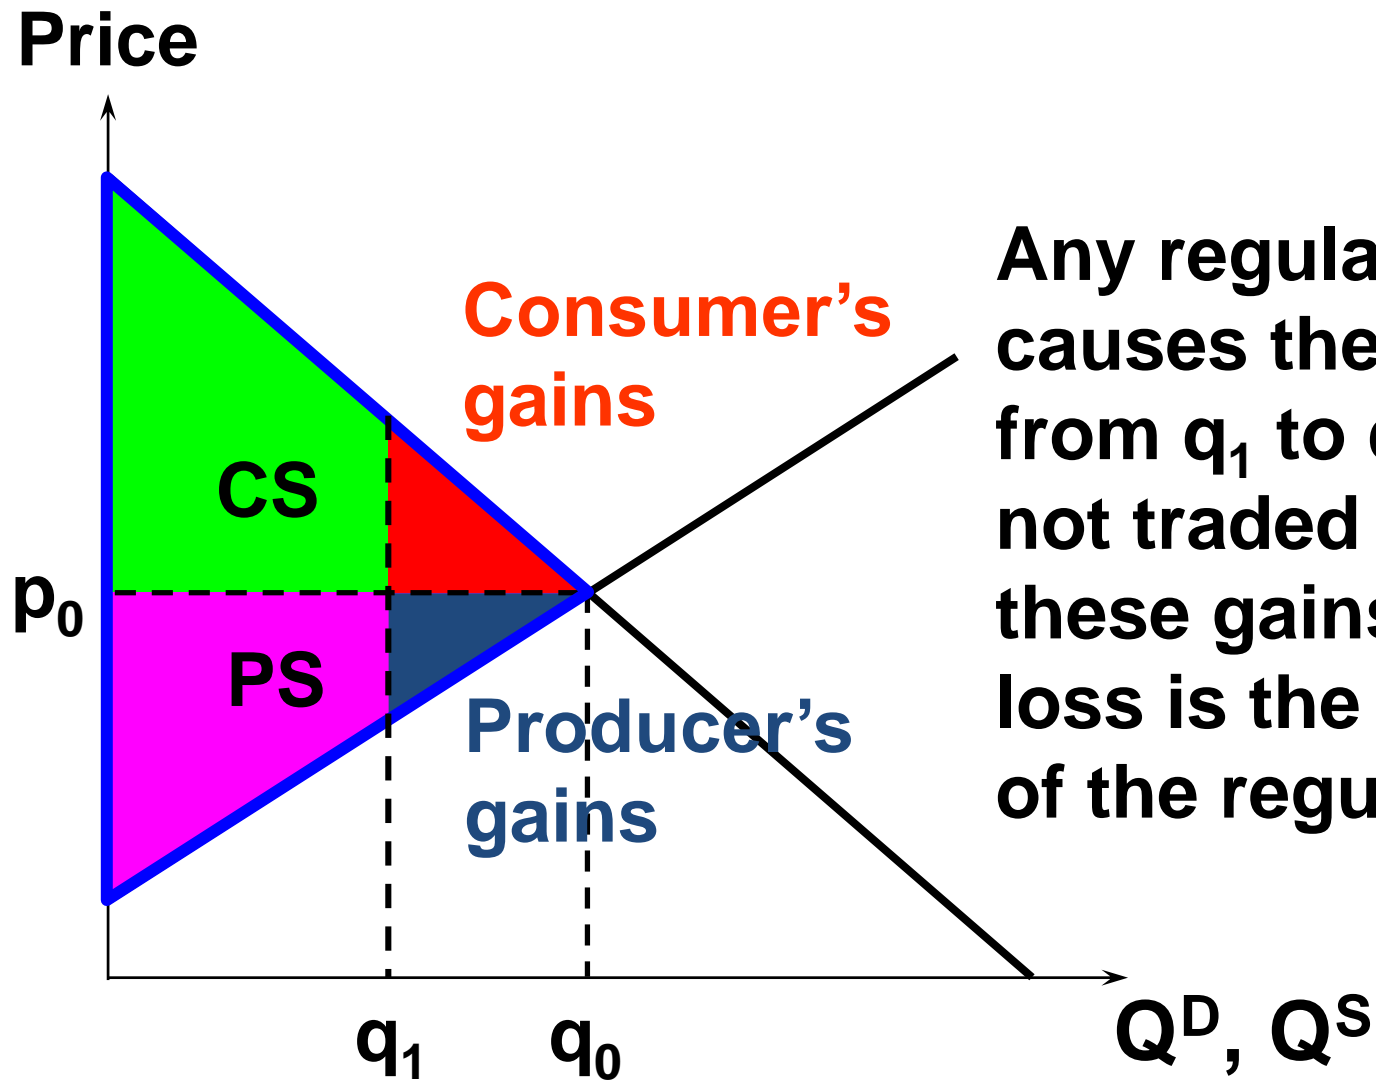 Price
Any regula
Consumer’s
gains
causes the
from q₁ to
CS
not traded
p₀
these gains
PS
loss is the
Producer’s
gains
of the regu
q₁ q₀
Qᴰ, Qˢ